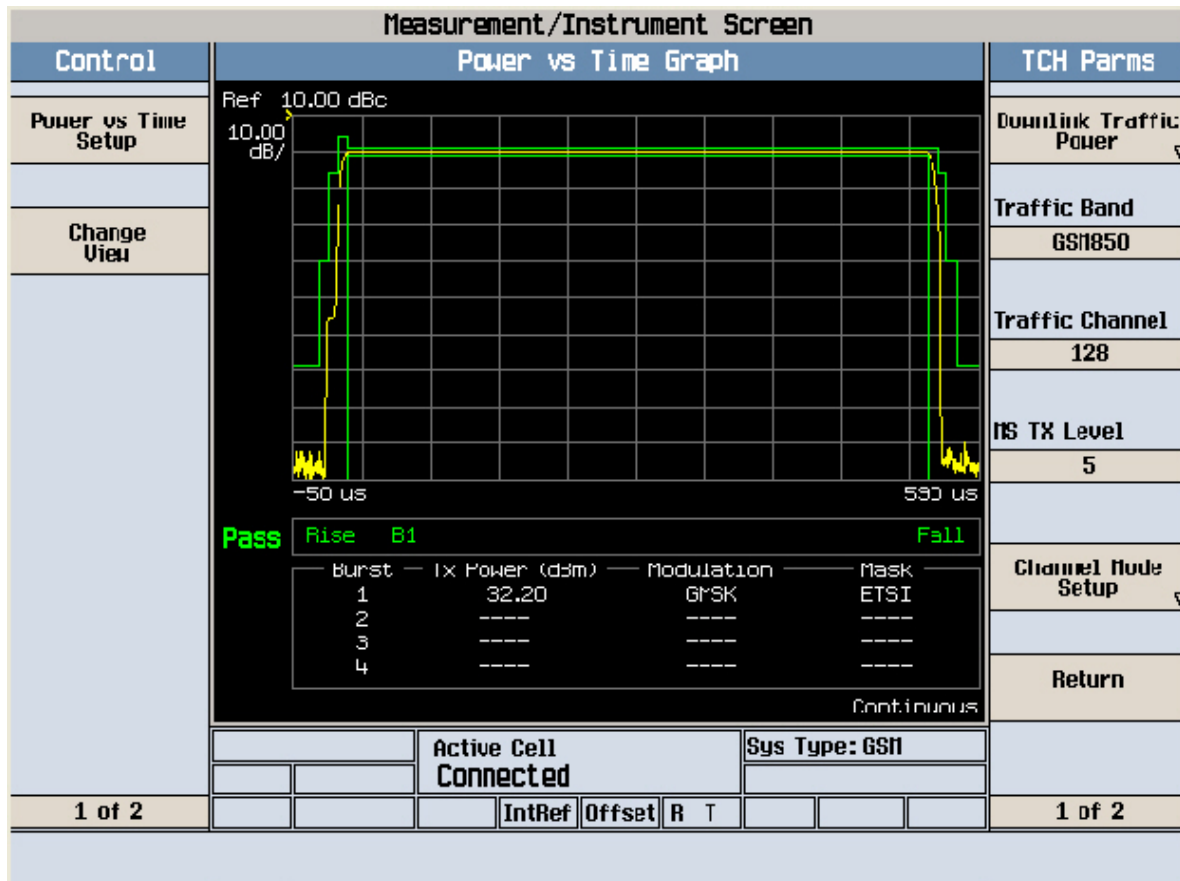 Measurement/Instrument Screen
Control
Power vs Time Graph
TCH Parms
Power vs Time
Setup
Change
View
1 of 2
Ref 10.00 dBc
10.00
dB/
-50 us
590 us
Pass
Rise B1 Fall
Burst Tx Power (dBm) Modulation Mask
1 32.20 GMSK ETSI
2 ---- ---- ----
3 ---- ---- ----
4 ---- ---- ----
Continuous
Downlink Traffic
Power
Traffic Band
GSM850
Traffic Channel
128
MS TX Level
5
Channel Mode
Setup
Return
1 of 2
Active Cell
Connected
Sys Type: GSM
IntRef Offset R T